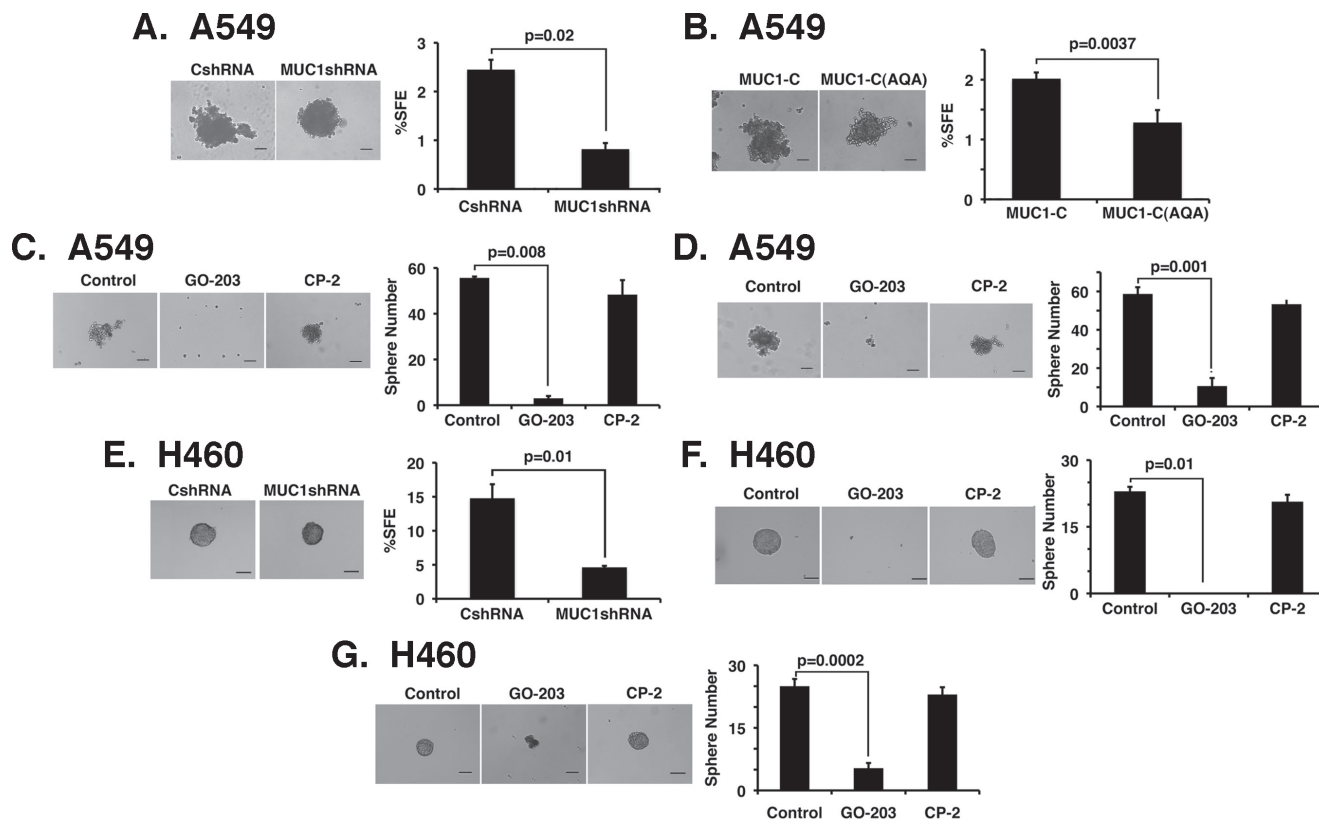 A. A549
CshRNA MUC1shRNA
%SFE
3
2
1
0
p=0.02
CshRNA MUC1shRNA
B. A549
MUC1-C MUC1-C(AQA)
%SFE
2
1
0
p=0.0037
MUC1-C MUC1-C(AQA)
C. A549
Control GO-203 CP-2
Sphere Number
60
40
20
0
p=0.008
Control GO-203 CP-2
D. A549
Control GO-203 CP-2
Sphere Number
60
40
20
0
p=0.001
Control GO-203 CP-2
E. H460
CshRNA MUC1shRNA
%SFE
20
15
10
5
0
p=0.01
CshRNA MUC1shRNA
F. H460
Control GO-203 CP-2
Sphere Number
30
15
0
p=0.01
Control GO-203 CP-2
G. H460
Control GO-203 CP-2
Sphere Number
30
15
0
p=0.0002
Control GO-203 CP-2